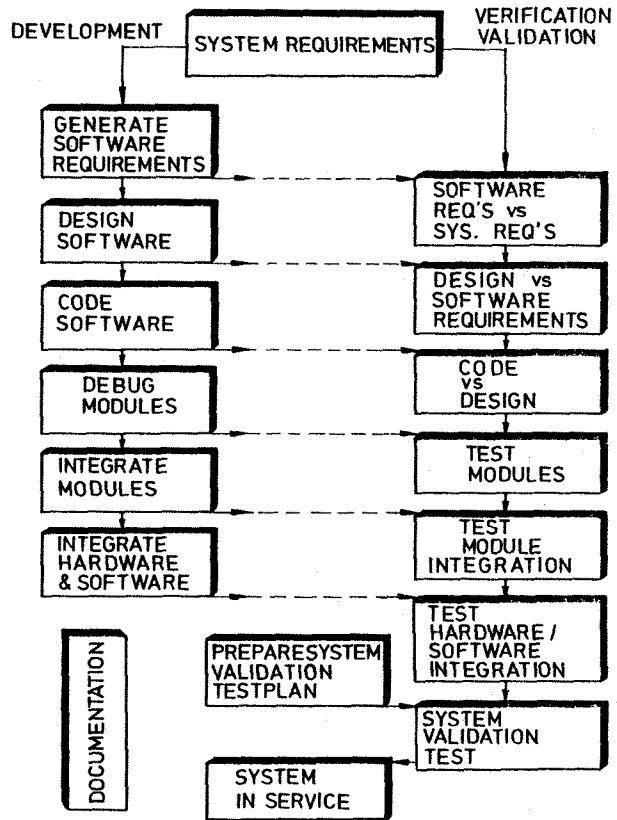 DEVELOPMENT
SYSTEM REQUIREMENTS
VERIFICATION
VALIDATION
GENERATE
SOFTWARE
REQUIREMENTS
DESIGN
SOFTWARE
CODE
SOFTWARE
DEBUG
MODULES
INTEGRATE
MODULES
INTEGRATE
HARDWARE
& SOFTWARE
SOFTWARE
REQ'S vs
SYS. REQ'S
DESIGN vs
SOFTWARE
REQUIREMENTS
CODE
vs
DESIGN
TEST
MODULES
TEST
MODULE
INTEGRATION
TEST
HARDWARE /
SOFTWARE
INTEGRATION
DOCUMENTATION
PREPARESYSTEM
VALIDATION
TESTPLAN
SYSTEM
VALIDATION
TEST
SYSTEM
IN SERVICE